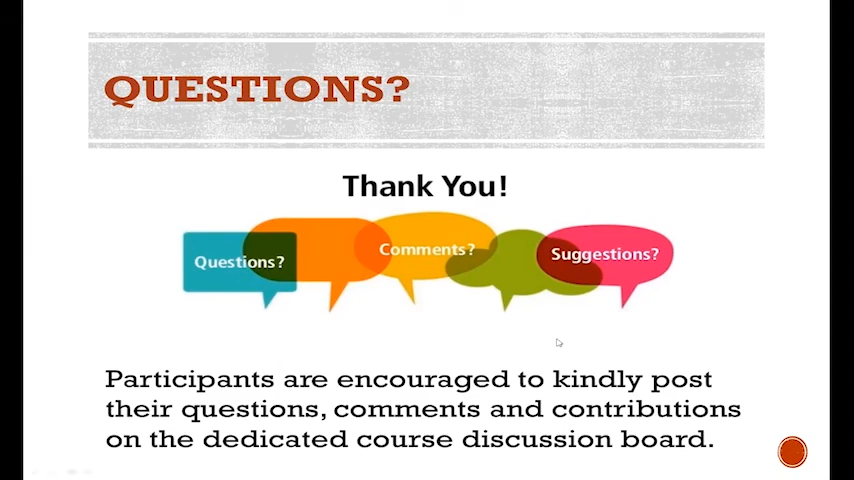 QUESTIONS?
Thank You!
Questions?
Comments?
Suggestions?
Participants are encouraged to kindly post
their questions, comments and contributions
on the dedicated course discussion board.